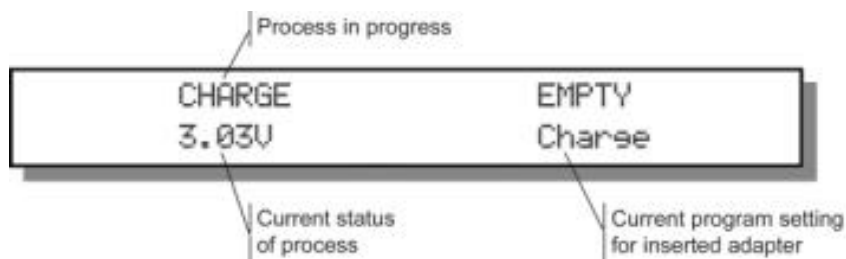 Process in progress
CHARGE EMPTY
3.03V Charge
Current status
of process
Current program setting
for inserted adapter